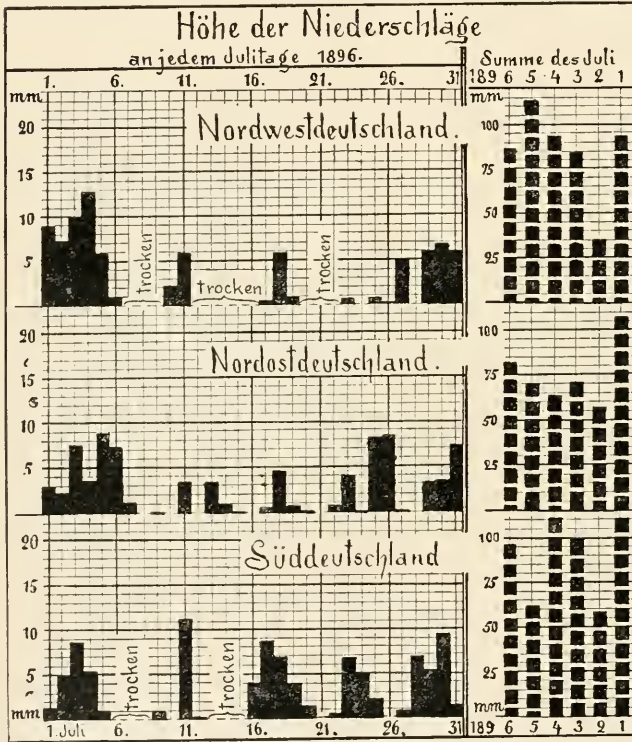 Höhe der Niederschläge
an jedem Julitage 1896.
Summe des Juli
1. 6. 11. 16. 21. 26. 31
189 6 5 4 3 2 1
mm
20
15
10
5
Nordwestdeutschland.
trocken
trocken
trocken
mm
100
75
50
25
20
15
10
5
Nordostdeutschland.
100
75
50
25
20
15
10
5
mm
Süddeutschland
trocken
trocken
100
75
50
25
1. Juli 6. 11. 16. 21. 26. 31
189 6 5 4 3 2 1